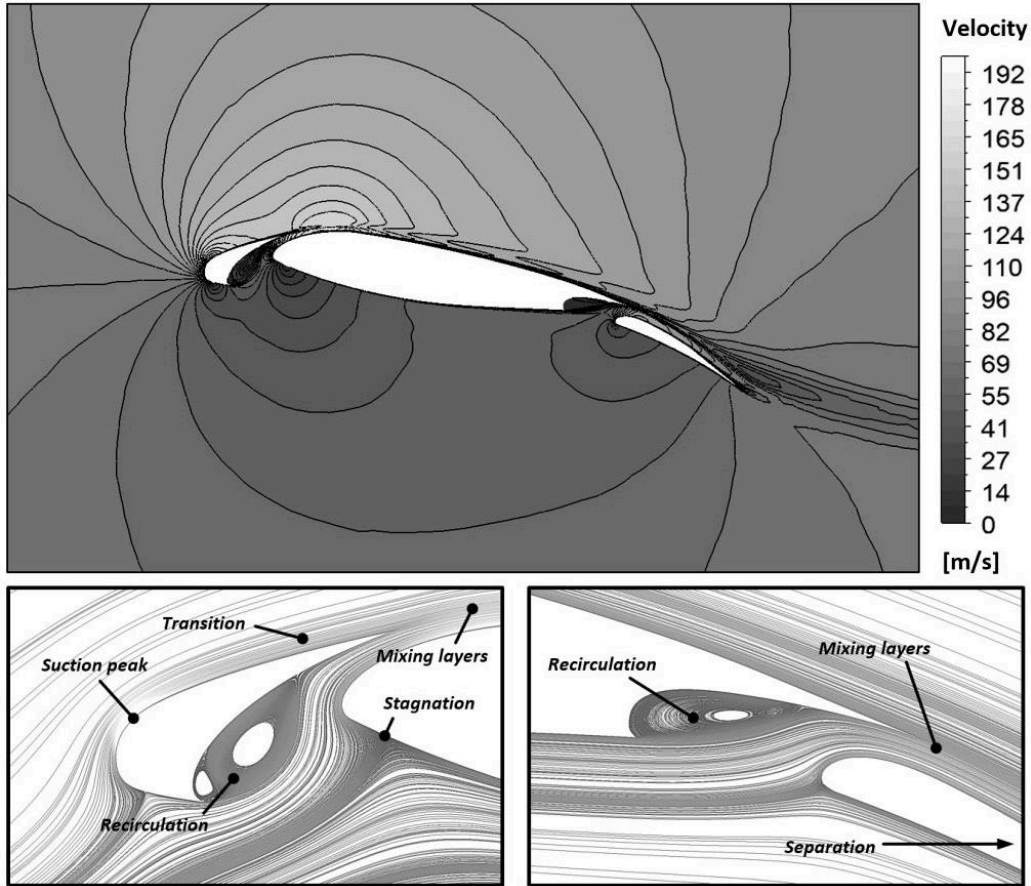 Velocity
192
178
165
151
137
124
110
96
82
69
55
41
27
14
0
[m/s]
Transition
Suction peak
Mixing layers
Stagnation
Recirculation
Recirculation
Mixing layers
Separation